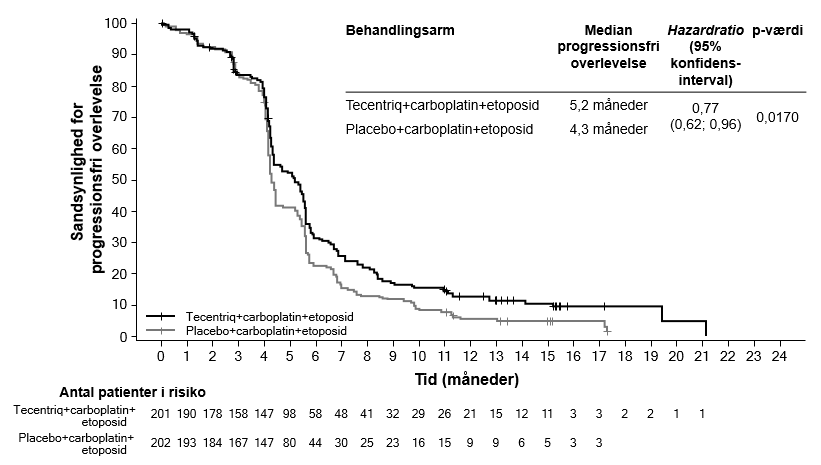 Behandlingsarm Median Hazardratio p-værdi
progressionsfri (95%
overlevelse konfidens-
interval)
Tecentriq+carboplatin+etoposid 5,2 måneder 0,77 0,0170
Placebo+carboplatin+etoposid 4,3 måneder (0,62; 0,96)
Sandsynlighed for
progressionsfri overlevelse
100
90
80
70
60
50
40
30
20
10
0
Tecentriq+carboplatin+etoposid
Placebo+carboplatin+etoposid
0 1 2 3 4 5 6 7 8 9 10 11 12 13 14 15 16 17 18 19 20 21 22 23 24
Tid (måneder)
Antal patienter i risiko
Tecentriq+carboplatin+
etoposid
201 190 178 158 147 98 58 48 41 32 29 26 21 15 12 11 3 3 2 2 1 1
Placebo+carboplatin+
etoposid
202 193 184 167 147 80 44 30 25 23 16 15 9 9 6 5 3 3